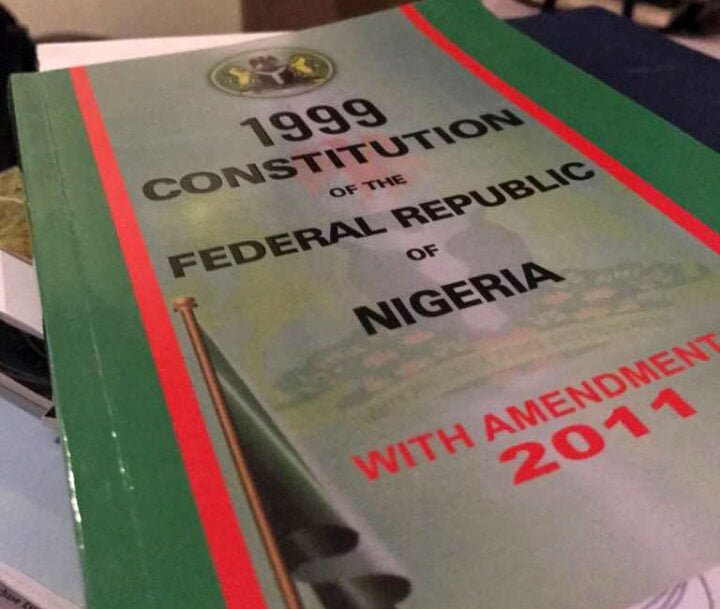 1999
CONSTITUTION
OF THE
FEDERAL REPUBLIC
OF
NIGERIA
WITH AMENDMENT
2011